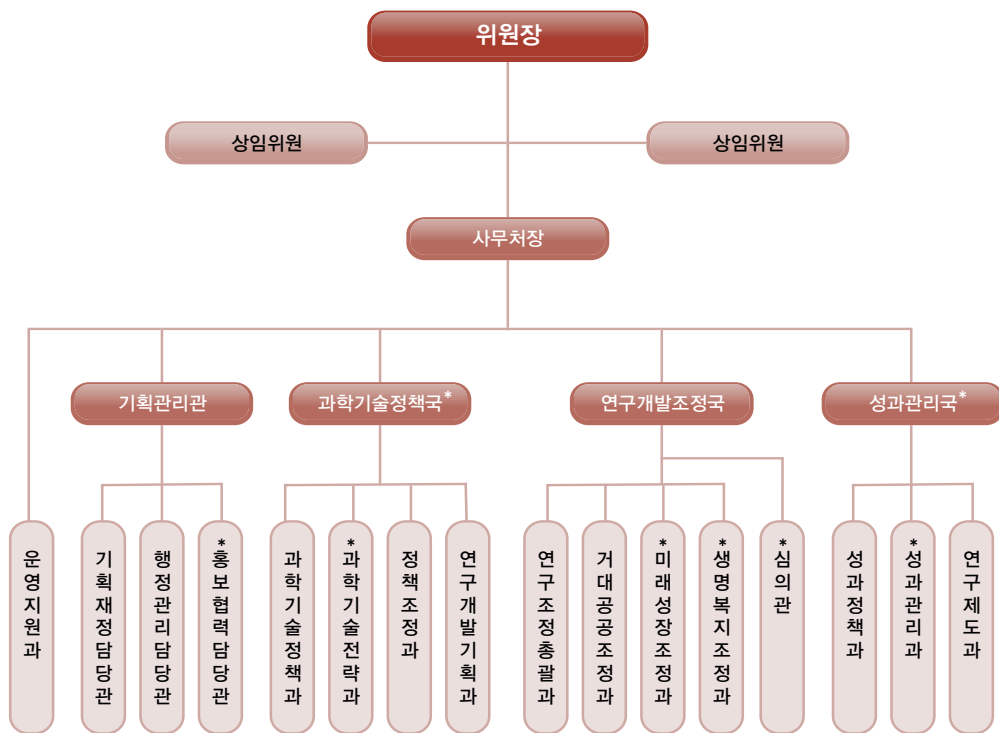 위원장
상임위원
상임위원
사무처장
기획관리관
과학기술정책국*
연구개발조정국
성과관리국*
운영지원과
기획재정담당관
행정관리담당관
*홍보협력담당관
과학기술정책과
*과학기술전략과
정책조정과
연구개발기획과
연구조정총괄과
거대공공조정과
*미래성장조정과
*생명복지조정과
*심의관
성과정책과
*성과관리과
연구제도과